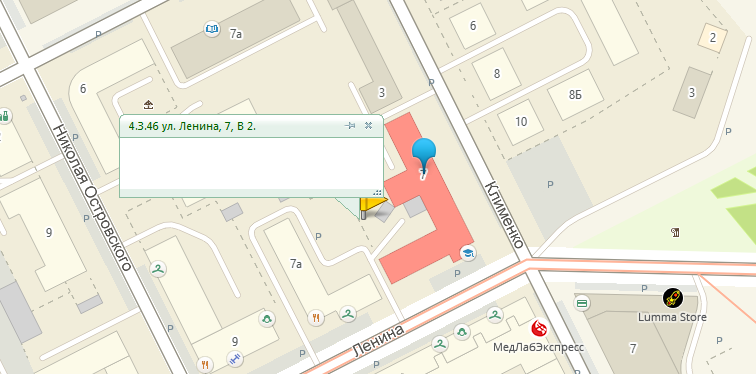 7а
6
2
6
8
3
8Б
3
10
4.3.46 ул. Ленина, 7, В 2.
7
Николая Островского
Клименко
9
7а
9
Ленина
Lumma Store
МедЛабЭкспресс
7
P
P
P
P
P
P
P
P
P
P
P
P